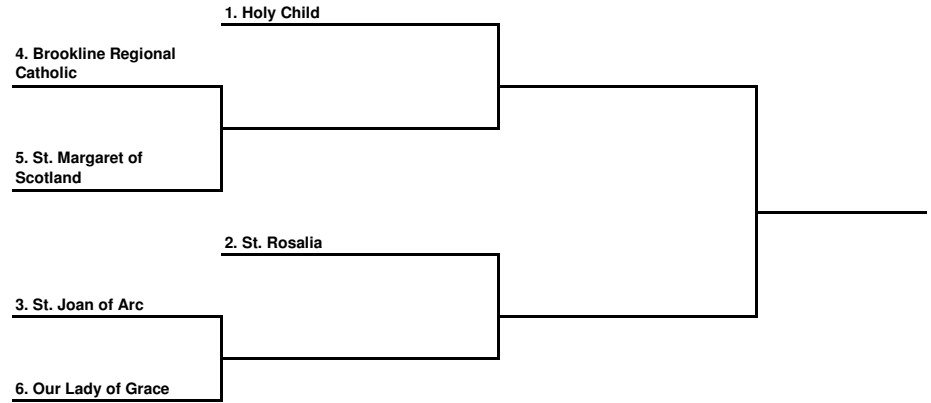 1. Holy Child
4. Brookline Regional
Catholic
5. St. Margaret of
Scotland
2. St. Rosalia
3. St. Joan of Arc
6. Our Lady of Grace